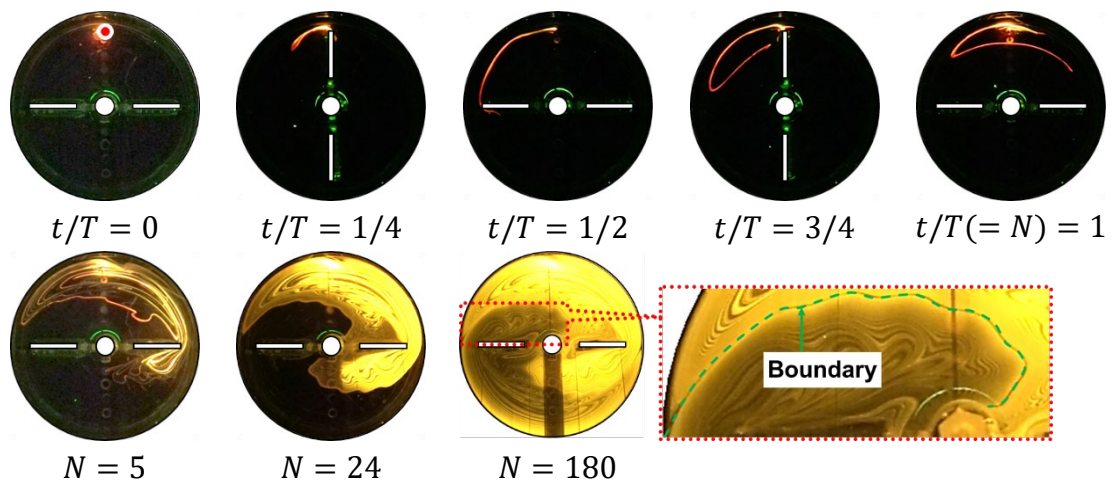 t/T = 0
t/T = 1/4
t/T = 1/2
t/T = 3/4
t/T(= N) = 1
Boundary
N = 5
N = 24
N = 180